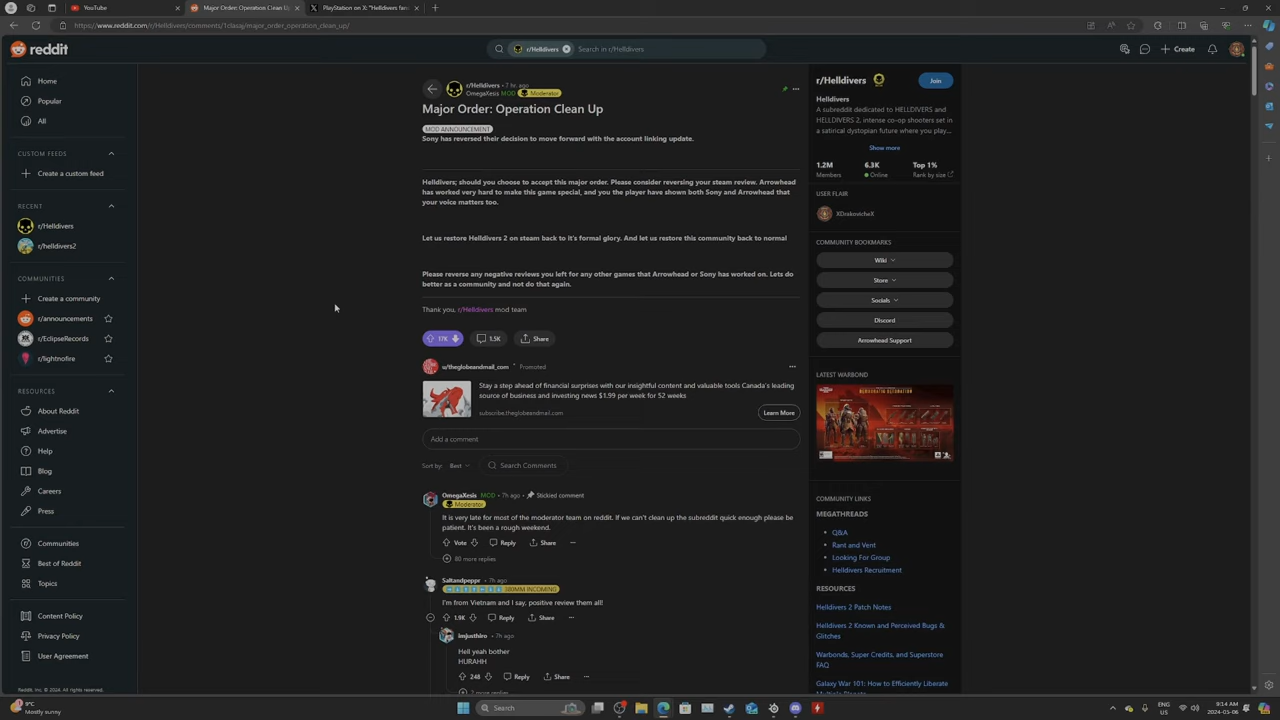 YouTube
Major Order: Operation Clean Up
PlayStation on X: "Helldivers fans
https://www.reddit.com/r/Helldivers/comments/1clasaj/major_order_operation_clean_up/
reddit
r/Helldivers
Search in r/Helldivers
Create
Home
Popular
All
CUSTOM FEEDS
Create a custom feed
RECENT
r/Helldivers
r/helldivers2
COMMUNITIES
Create a community
r/announcements
r/EclipseRecords
r/lightnofire
RESOURCES
About Reddit
Advertise
Help
Blog
Careers
Press
Communities
Best of Reddit
Topics
Content Policy
Privacy Policy
User Agreement
Reddit, Inc. © 2024. All rights reserved.
r/Helldivers • 7 hr. ago
OmegaXesis MOD Moderator
Major Order: Operation Clean Up
MOD ANNOUNCEMENT
Sony has reversed their decision to move forward with the account linking update.
Helldivers; should you choose to accept this major order. Please consider reversing your steam review. Arrowhead
has worked very hard to make this game special, and you the player have shown both Sony and Arrowhead that
your voice matters too.
Let us restore Helldivers 2 on steam back to it's formal glory. And let us restore this community back to normal
Please reverse any negative reviews you left for any other games that Arrowhead or Sony has worked on. Lets do
better as a community and not do that again.
Thank you, r/Helldivers mod team
17K
1.5K
Share
u/theglobeandmail_com • Promoted
Stay a step ahead of financial surprises with our insightful content and valuable tools Canada's leading
source of business and investing news $1.99 per week for 52 weeks
subscribe.theglobeandmail.com
Learn More
Add a comment
Sort by: Best
Search Comments
OmegaXesis MOD • 7h ago • Stickied comment
Moderator
It is very late for most of the moderator team on reddit. If we can't clean up the subreddit quick enough please be
patient. It's been a rough weekend.
Vote Reply Share
80 more replies
Saltandpeppr • 7h ago
380MM INCOMING
I'm from Vietnam and I say, positive review them all!
1.9K Reply Share
imjusthiro • 7h ago
Hell yeah bother
HURAHH
248 Reply Share
r/Helldivers
Join
Helldivers
A subreddit dedicated to HELLDIVERS and
HELLDIVERS 2, intense co-op shooters set in
a satirical dystopian future where you play...
Show more
1.2M
Members
6.3K
Online
Top 1%
Rank by size
USER FLAIR
XDrakovichwX
COMMUNITY BOOKMARKS
Wiki
Store
Socials
Discord
Arrowhead Support
LATEST WARBOND
COMMUNITY LINKS
MEGATHREADS
Q&A
Rant and Vent
Looking For Group
Helldivers Recruitment
RESOURCES
Helldivers 2 Patch Notes
Helldivers 2 Known and Perceived Bugs &
Glitches
Warbonds, Super Credits, and Superstore
FAQ
Galaxy War 101: How to Efficiently Liberate
9°C
Mostly sunny
Search
ENG
US
9:14 AM
2024-05-06